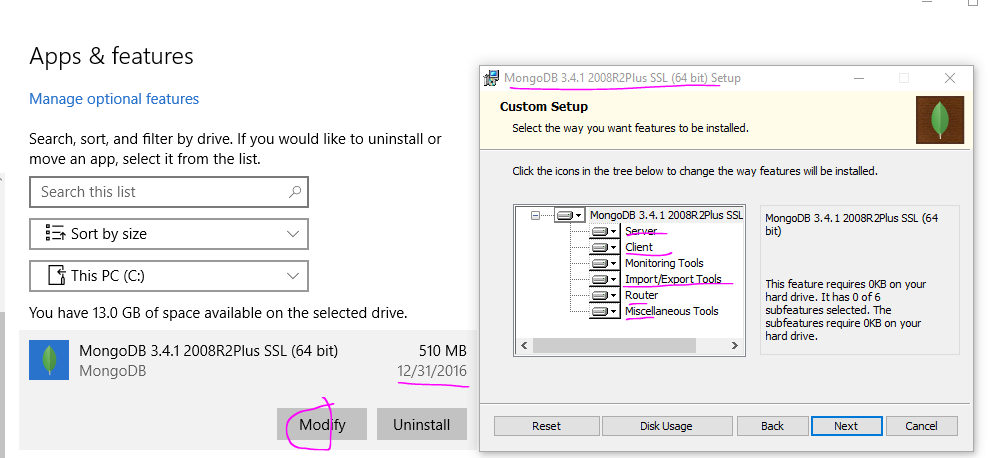 Apps & features
Manage optional features
Search, sort, and filter by drive. If you would like to uninstall or
move an app, select it from the list.
Search this list
Sort by size
This PC (C:)
You have 13.0 GB of space available on the selected drive.
MongoDB 3.4.1 2008R2Plus SSL (64 bit) 510 MB
MongoDB 12/31/2016
Modify Uninstall
MongoDB 3.4.1 2008R2Plus SSL (64 bit) Setup
Custom Setup
Select the way you want features to be installed.
Click the icons in the tree below to change the way features will be installed.
MongoDB 3.4.1 2008R2Plus SSL
Server
Client
Monitoring Tools
Import/Export Tools
Router
Miscellaneous Tools
MongoDB 3.4.1 2008R2Plus SSL (64
bit)
This feature requires 0KB on your
hard drive. It has 0 of 6
subfeatures selected. The
subfeatures require 0KB on your
hard drive.
Reset Disk Usage Back Next Cancel